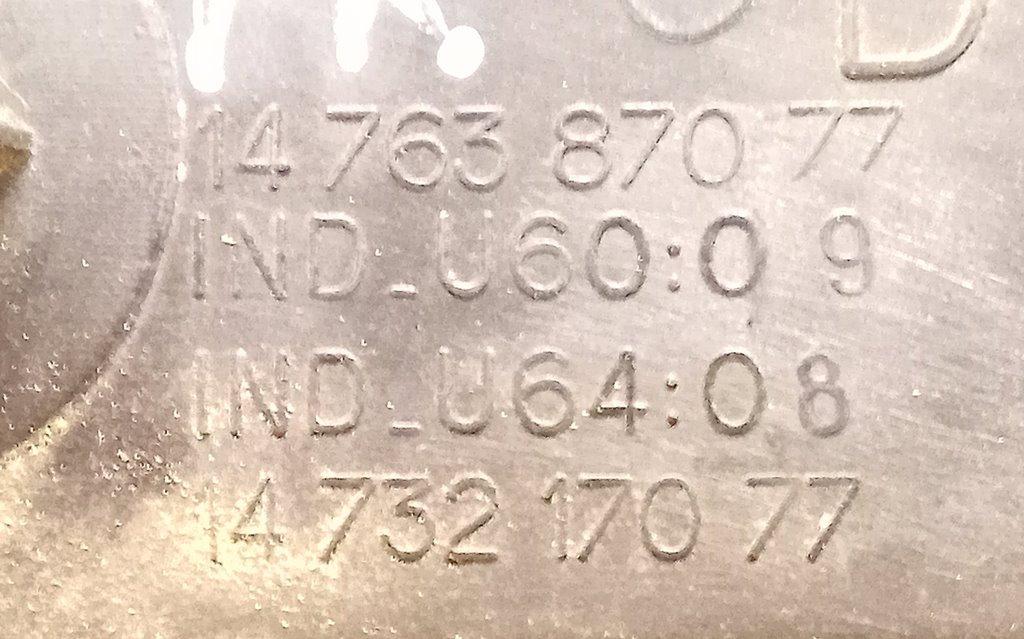 14 763 870 77
IND_U60:0 9
IND_U64:08
14 732 170 77